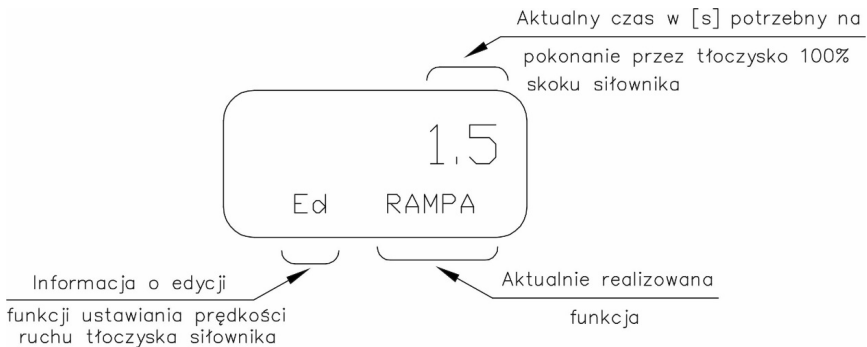 Aktualny czas w [s] potrzebny na
pokonanie przez tłoczysko 100%
skoku siłownika
1.5
Ed RAMPA
Informacja o edycji
funkcji ustawiania prędkości
ruchu tłoczyska siłownika
Aktualnie realizowana
funkcja